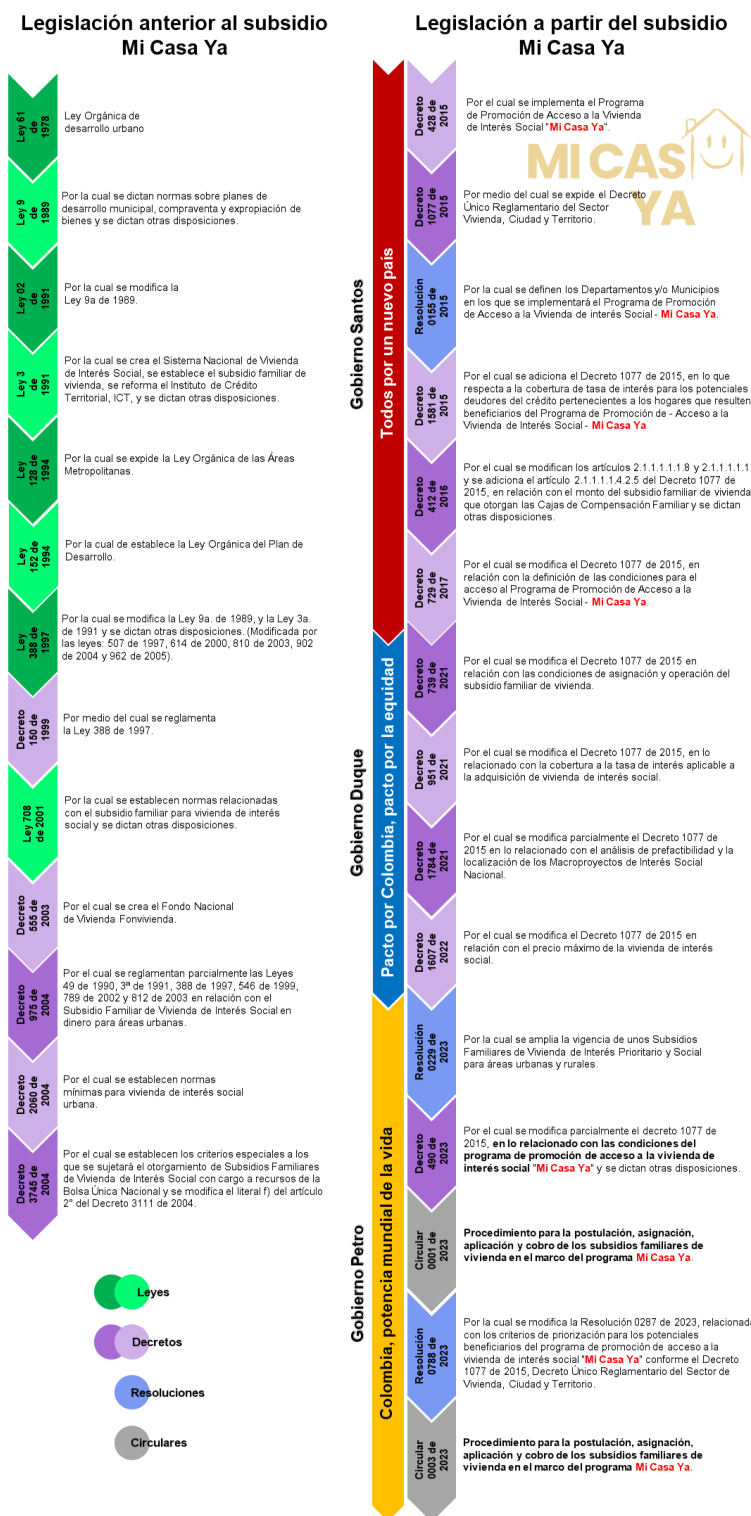 Legislación anterior al subsidio
Mi Casa Ya
Ley 61
de
1978
Ley Orgánica de
desarrollo urbano
Ley 9
de
1989
Por la cual se dictan normas sobre planes de
desarrollo municipal, compraventa y expropiación de
bienes y se dictan otras disposiciones.
Ley 02
de
1991
Por la cual se modifica la
Ley 9a de 1989.
Ley 3
de
1991
Por la cual se crea el Sistema Nacional de Vivienda
de Interés Social, se establece el subsidio familiar de
vivienda, se reforma el Instituto de Crédito
Territorial, ICT, y se dictan otras disposiciones.
Ley
128 de
1994
Por la cual se expide la Ley Orgánica de las Áreas
Metropolitanas.
Ley
152 de
1994
Por la cual de establece la Ley Orgánica del Plan de
Desarrollo.
Ley
388 de
1997
Por la cual se modifica la Ley 9a. de 1989, y la Ley 3a.
de 1991 y se dictan otras disposiciones. (Modificada por
las leyes: 507 de 1997, 614 de 2000, 810 de 2003, 902
de 2004 y 962 de 2005).
Decreto
150 de
1999
Por medio del cual se reglamenta
la Ley 388 de 1997.
Ley 708
de 2001
Por la cual se establecen normas relacionadas
con el subsidio familiar para vivienda de interés
social y se dictan otras disposiciones.
Decreto
555 de
2003
Por el cual se crea el Fondo Nacional
de Vivienda Fonvivienda.
Decreto
975 de
2004
Por el cual se reglamentan parcialmente las Leyes
49 de 1990, 3ª de 1991, 388 de 1997, 546 de 1999,
789 de 2002 y 812 de 2003 en relación con el
Subsidio Familiar de Vivienda de Interés Social en
dinero para áreas urbanas.
Decreto
2060 de
2004
Por el cual se establecen normas
mínimas para vivienda de interés social
urbana.
Decreto
3745 de
2004
Por el cual se establecen los criterios especiales a los
que se sujetará el otorgamiento de Subsidios Familiares
de Vivienda de Interés Social con cargo a recursos de la
Bolsa Única Nacional y se modifica el literal f) del artículo
2° del Decreto 3111 de 2004.
Leyes
Decretos
Resoluciones
Circulares
Legislación a partir del subsidio
Mi Casa Ya
MI CASA
YA
Gobierno Santos
Todos por un nuevo país
Decreto
428 de
2015
Por el cual se implementa el Programa
de Promoción de Acceso a la Vivienda
de Interés Social "Mi Casa Ya".
Decreto
1077 de
2015
Por medio del cual se expide el Decreto
Único Reglamentario del Sector
Vivienda, Ciudad y Territorio.
Resolución
0155 de
2015
Por la cual se definen los Departamentos y/o Municipios
en los que se implementará el Programa de Promoción
de Acceso a la Vivienda de interés Social - Mi Casa Ya.
Decreto
1581 de
2015
Por el cual se adiciona el Decreto 1077 de 2015, en lo que
respecta a la cobertura de tasa de interés para los potenciales
deudores del crédito pertenecientes a los hogares que resulten
beneficiarios del Programa de Promoción de - Acceso a la
Vivienda de Interés Social - Mi Casa Ya
Decreto
412 de
2016
Por el cual se modifican los artículos 2.1.1.1.1.1.8 y 2.1.1.1.1.1
y se adiciona el artículo 2.1.1.1.1.4.2.5 del Decreto 1077 de
2015, en relación con el monto del subsidio familiar de vivienda
que otorgan las Cajas de Compensación Familiar y se dictan
otras disposiciones.
Decreto
729 de
2017
Por el cual se modifica el Decreto 1077 de 2015, en
relación con la definición de las condiciones para el
acceso al Programa de Promoción de Acceso a la
Vivienda de Interés Social - Mi Casa Ya.
Gobierno Duque
Pacto por Colombia, pacto por la equidad
Decreto
739 de
2021
Por el cual se modifica el Decreto 1077 de 2015 en
relación con las condiciones de asignación y operación del
subsidio familiar de vivienda.
Decreto
951 de
2021
Por el cual se modifica el Decreto 1077 de 2015, en lo
relacionado con la cobertura a la tasa de interés aplicable a
la adquisición de vivienda de interés social.
Decreto
1784 de
2021
Por el cual se modifica parcialmente el Decreto 1077 de
2015 en lo relacionado con el análisis de prefactibilidad y la
localización de los Macroproyectos de Interés Social
Nacional.
Decreto
1607 de
2022
Por el cual se modifica el Decreto 1077 de 2015 en
relación con el precio máximo de la vivienda de interés
social.
Gobierno Petro
Colombia, potencia mundial de la vida
Resolución
0229 de
2023
Por la cual se amplia la vigencia de unos Subsidios
Familiares de Vivienda de Interés Prioritario y Social
para áreas urbanas y rurales.
Decreto
490 de
2023
Por el cual se modifica parcialmente el decreto 1077 de
2015, en lo relacionado con las condiciones del
programa de promoción de acceso a la vivienda de
interés social "Mi Casa Ya" y se dictan otras disposiciones.
Circular
0001 de
2023
Procedimiento para la postulación, asignación,
aplicación y cobro de los subsidios familiares de
vivienda en el marco del programa Mi Casa Ya.
Resolución
0788 de
2023
Por la cual se modifica la Resolución 0287 de 2023, relacionada
con los criterios de priorización para los potenciales
beneficiarios del programa de promoción de acceso a la
vivienda de interés social "Mi Casa Ya" conforme el Decreto
1077 de 2015, Decreto Único Reglamentario del Sector de
Vivienda, Ciudad y Territorio.
Circular
0003 de
2023
Procedimiento para la postulación, asignación,
aplicación y cobro de los subsidios familiares de
vivienda en el marco del programa Mi Casa Ya.